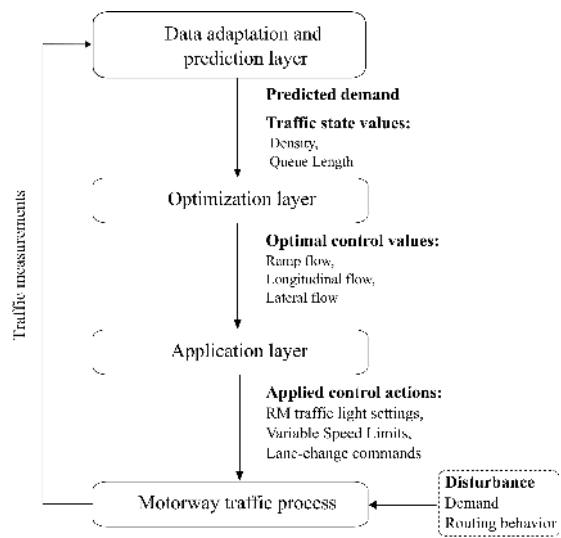 Data adaptation and
prediction layer
Predicted demand
Traffic state values:
Density,
Queue Length
Optimization layer
Optimal control values:
Ramp flow,
Longitudinal flow,
Lateral flow
Application layer
Applied control actions:
RM traffic light settings,
Variable Speed Limits,
Lane-change commands
Motorway traffic process
Disturbance
Demand
Routing behavior
Traffic measurements